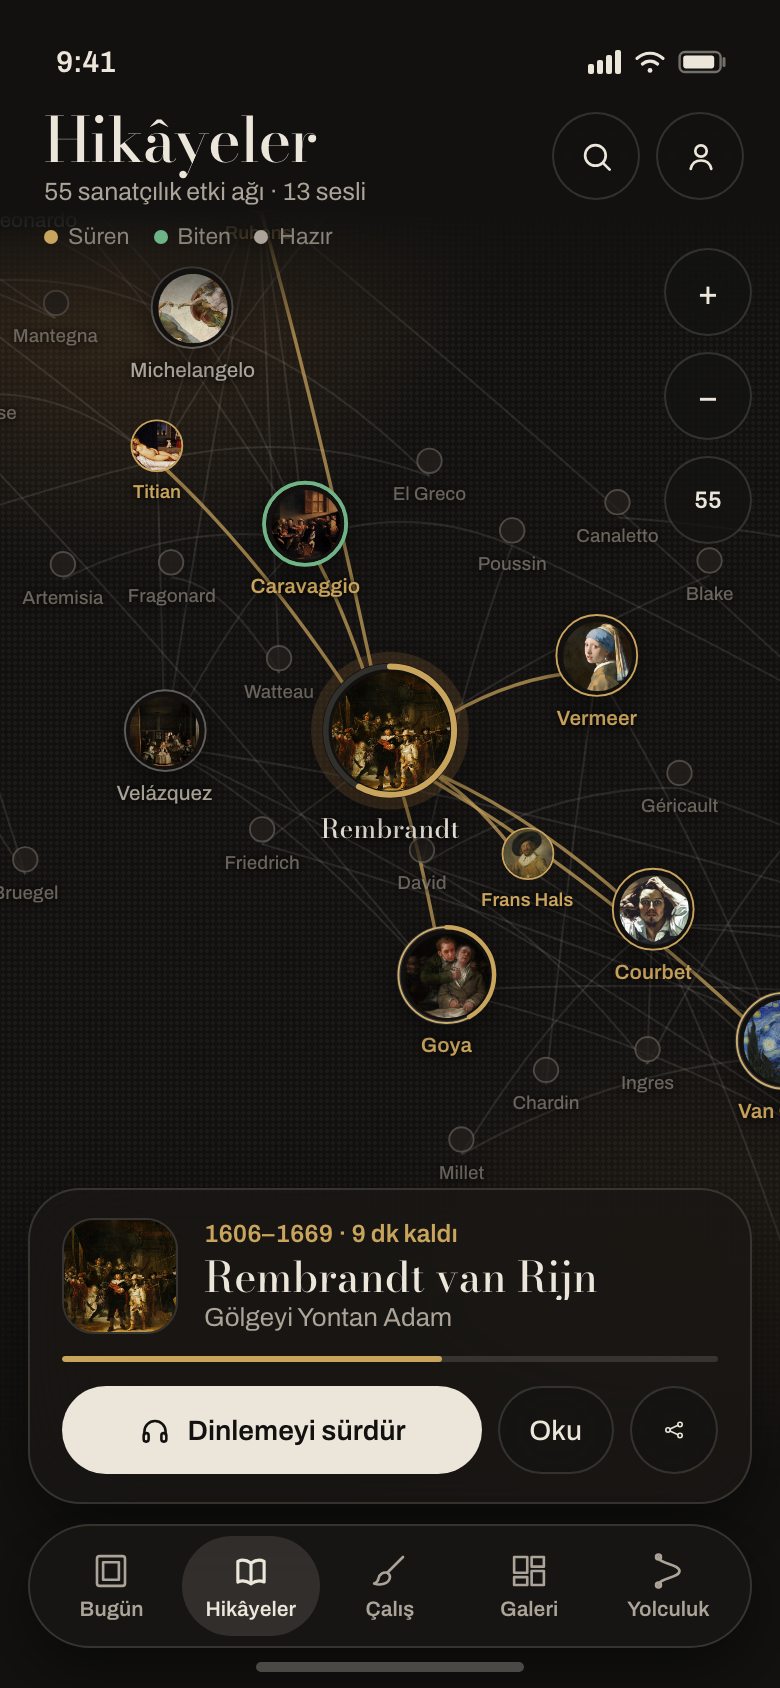 9:41
Hikâyeler
55 sanatçılık etki ağı · 13 sesli
eonardo
Süren
Biten
Rubens
Hazır
+
Mantegna
Michelangelo
–
se
Titian
El Greco
55
Canaletto
Poussin
Caravaggio
Artemisia
Fragonard
Blake
Watteau
Vermeer
Velázquez
Géricault
Rembrandt
Friedrich
David
Bruegel
Frans Hals
Courbet
Goya
Ingres
Chardin
Van
Millet
1606–1669 · 9 dk kaldı
Rembrandt van Rijn
Gölgeyi Yontan Adam
Dinlemeyi sürdür
Oku
Bugün
Hikâyeler
Çalış
Galeri
Yolculuk